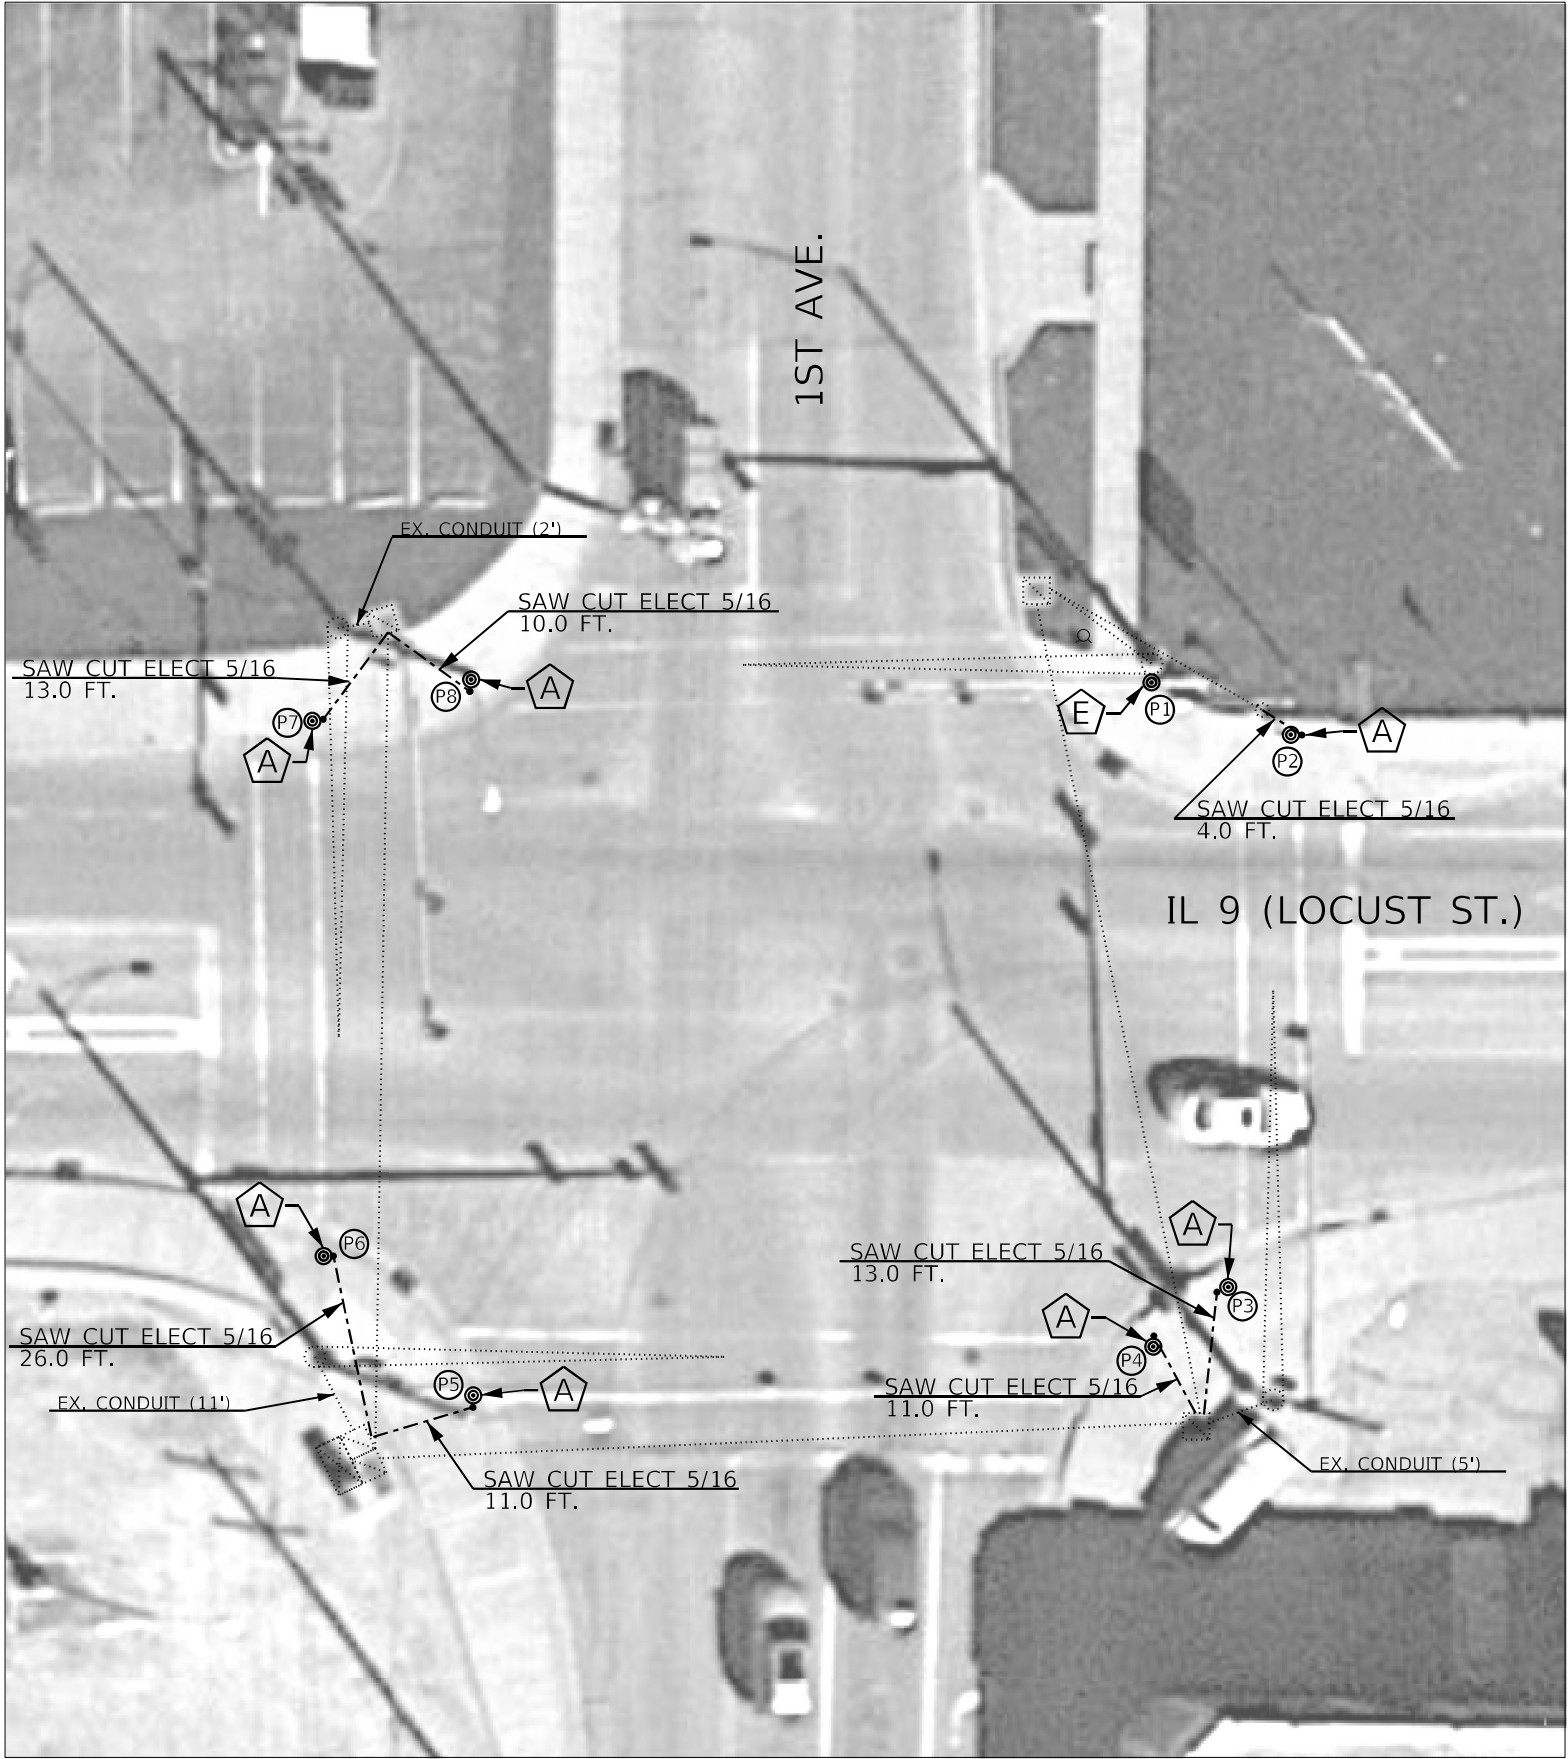 1ST AVE.
EX. CONDUIT (2')
SAW CUT ELECT 5/16
10.0 FT.
SAW CUT ELECT 5/16
13.0 FT.
P8
A
P7
A
E
P1
A
P2
SAW CUT ELECT 5/16
4.0 FT.
IL 9 (LOCUST ST.)
A
P6
A
SAW CUT ELECT 5/16
13.0 FT.
P3
A
P4
SAW CUT ELECT 5/16
26.0 FT.
P5
A
SAW CUT ELECT 5/16
11.0 FT.
EX. CONDUIT (11')
EX. CONDUIT (5')
SAW CUT ELECT 5/16
11.0 FT.